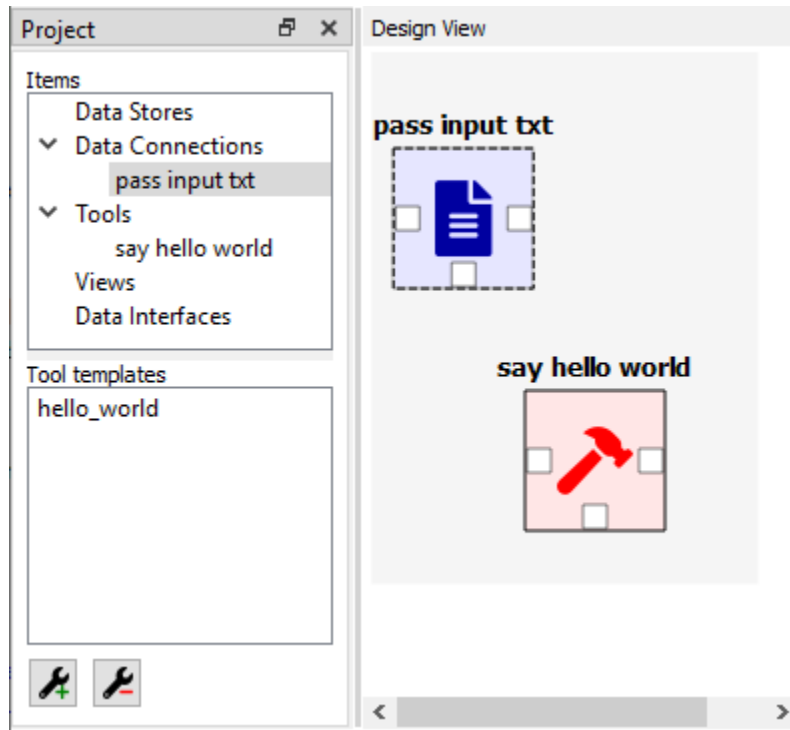 Project
Items
Data Stores
Data Connections
pass input txt
Tools
say hello world
Views
Data Interfaces
Tool templates
hello_world
Design View
pass input txt
say hello world